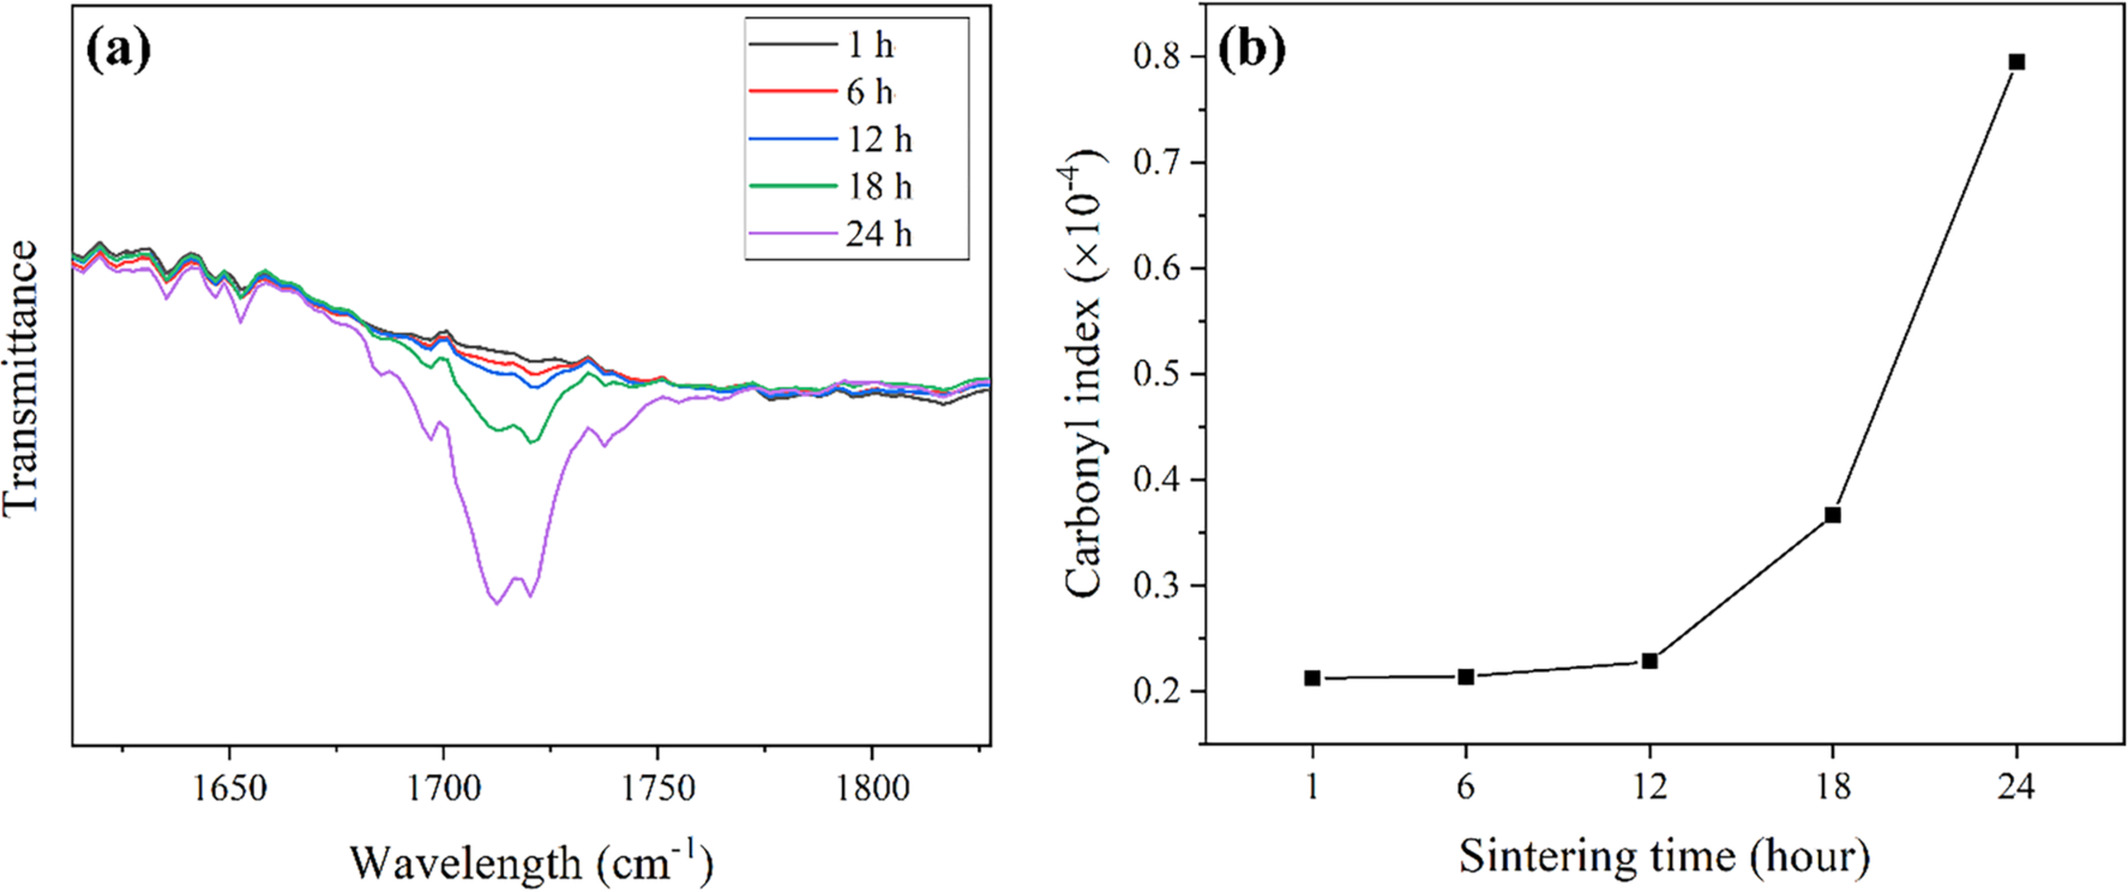 (a)
1 h
6 h
12 h
18 h
24 h
Transmittance
1650 1700 1750 1800
Wavelength (cm⁻¹)
(b)
0.8
0.7
0.6
0.5
0.4
0.3
0.2
Carbonyl index (×10⁻⁴)
1 6 12 18 24
Sintering time (hour)